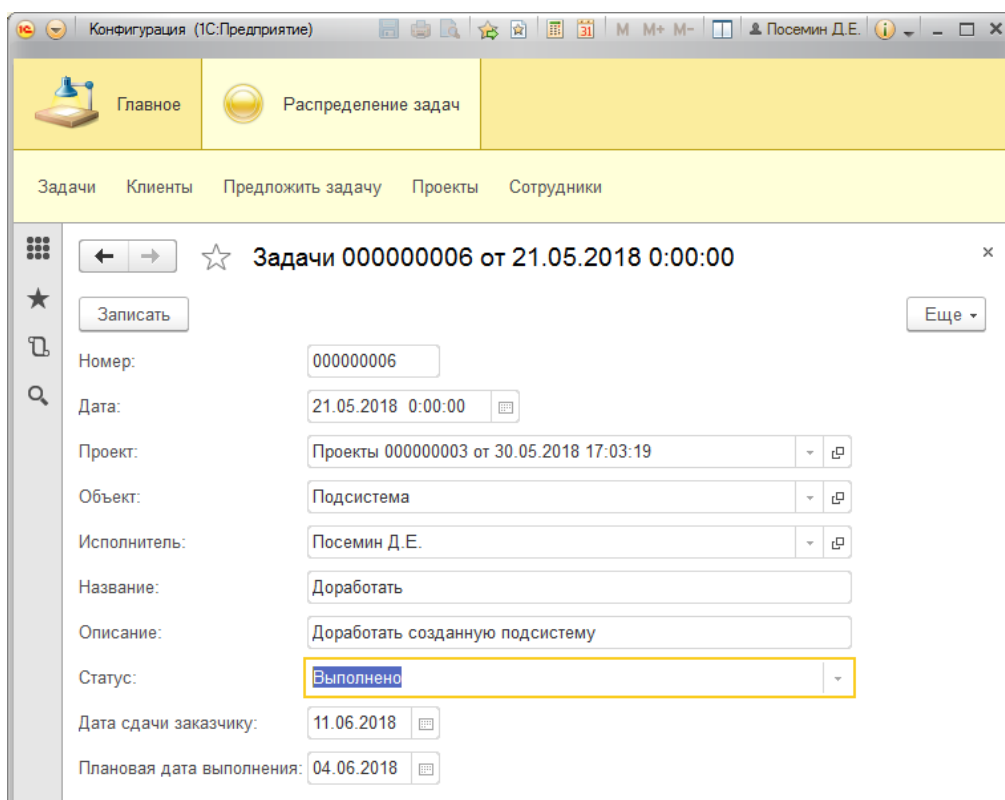 Конфигурация (1С:Предприятие) 31 M M+ M- Посемин Д.Е.
Главное Распределение задач
Задачи Клиенты Предложить задачу Проекты Сотрудники
Задачи 000000006 от 21.05.2018 0:00:00
Записать Еще
Номер: 000000006
Дата: 21.05.2018 0:00:00
Проект: Проекты 000000003 от 30.05.2018 17:03:19
Объект: Подсистема
Исполнитель: Посемин Д.Е.
Название: Доработать
Описание: Доработать созданную подсистему
Статус: Выполнено
Дата сдачи заказчику: 11.06.2018
Плановая дата выполнения: 04.06.2018